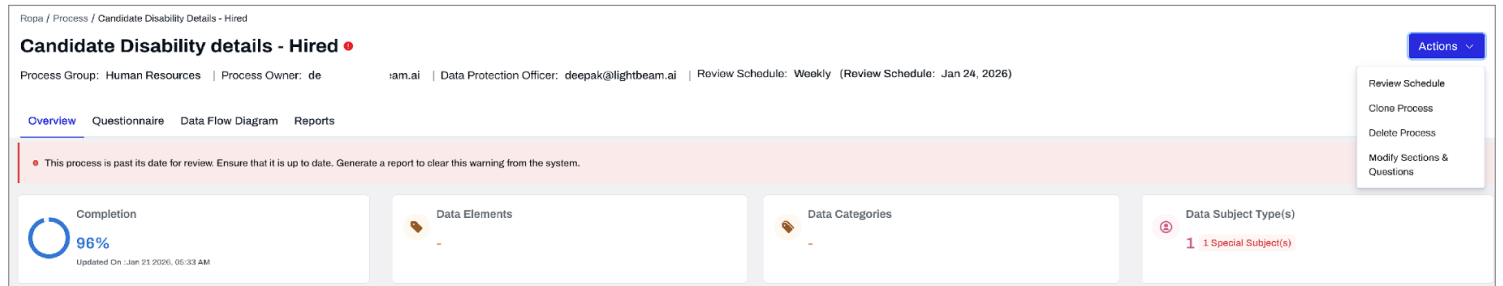 Ropa / Process / Candidate Disability Details - Hired
Candidate Disability details - Hired
Actions
Process Group: Human Resources | Process Owner: de am.ai | Data Protection Officer: deepak@lightbeam.ai | Review Schedule: Weekly (Review Schedule: Jan 24, 2026)
Review Schedule
Clone Process
Delete Process
Modify Sections &
Questions
Overview Questionnaire Data Flow Diagram Reports
This process is past its date for review. Ensure that it is up to date. Generate a report to clear this warning from the system.
Completion
96%
Updated On :Jan 21 2026, 05:33 AM
Data Elements
-
Data Categories
-
Data Subject Type(s)
1 1 Special Subject(s)